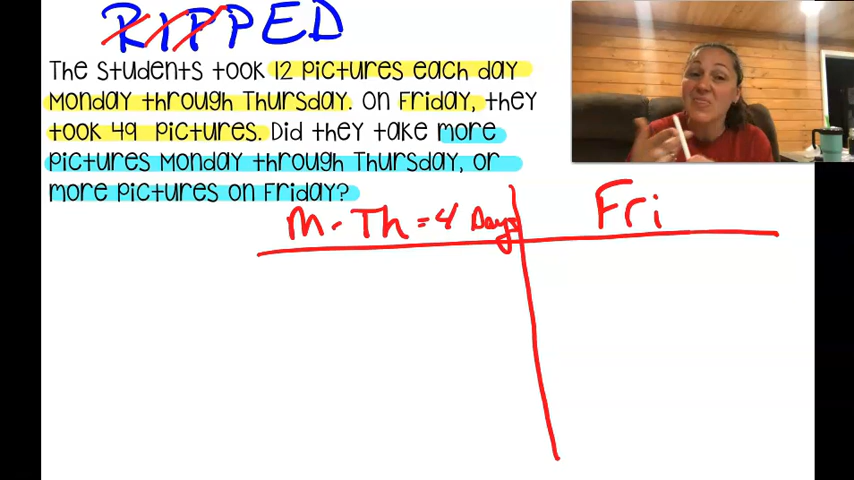 RIPPED
The students took 12 pictures each day
Monday through Thursday. On Friday, they
took 49 pictures. Did they take more
pictures Monday through Thursday, or
more pictures on Friday?
M - Th = 4 Days
Fri